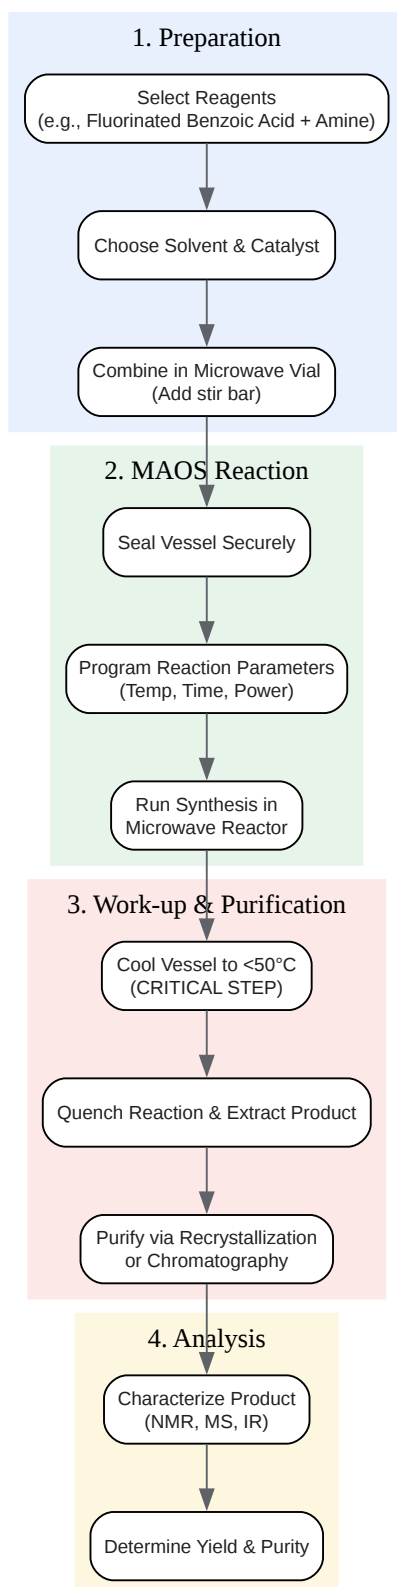 1. Preparation
Select Reagents
(e.g., Fluorinated Benzoic Acid + Amine)
Choose Solvent & Catalyst
Combine in Microwave Vial
(Add stir bar)
2. MAOS Reaction
Seal Vessel Securely
Program Reaction Parameters
(Temp, Time, Power)
Run Synthesis in
Microwave Reactor
3. Work-up & Purification
Cool Vessel to <50°C
(CRITICAL STEP)
Quench Reaction & Extract Product
Purify via Recrystallization
or Chromatography
4. Analysis
Characterize Product
(NMR, MS, IR)
Determine Yield & Purity